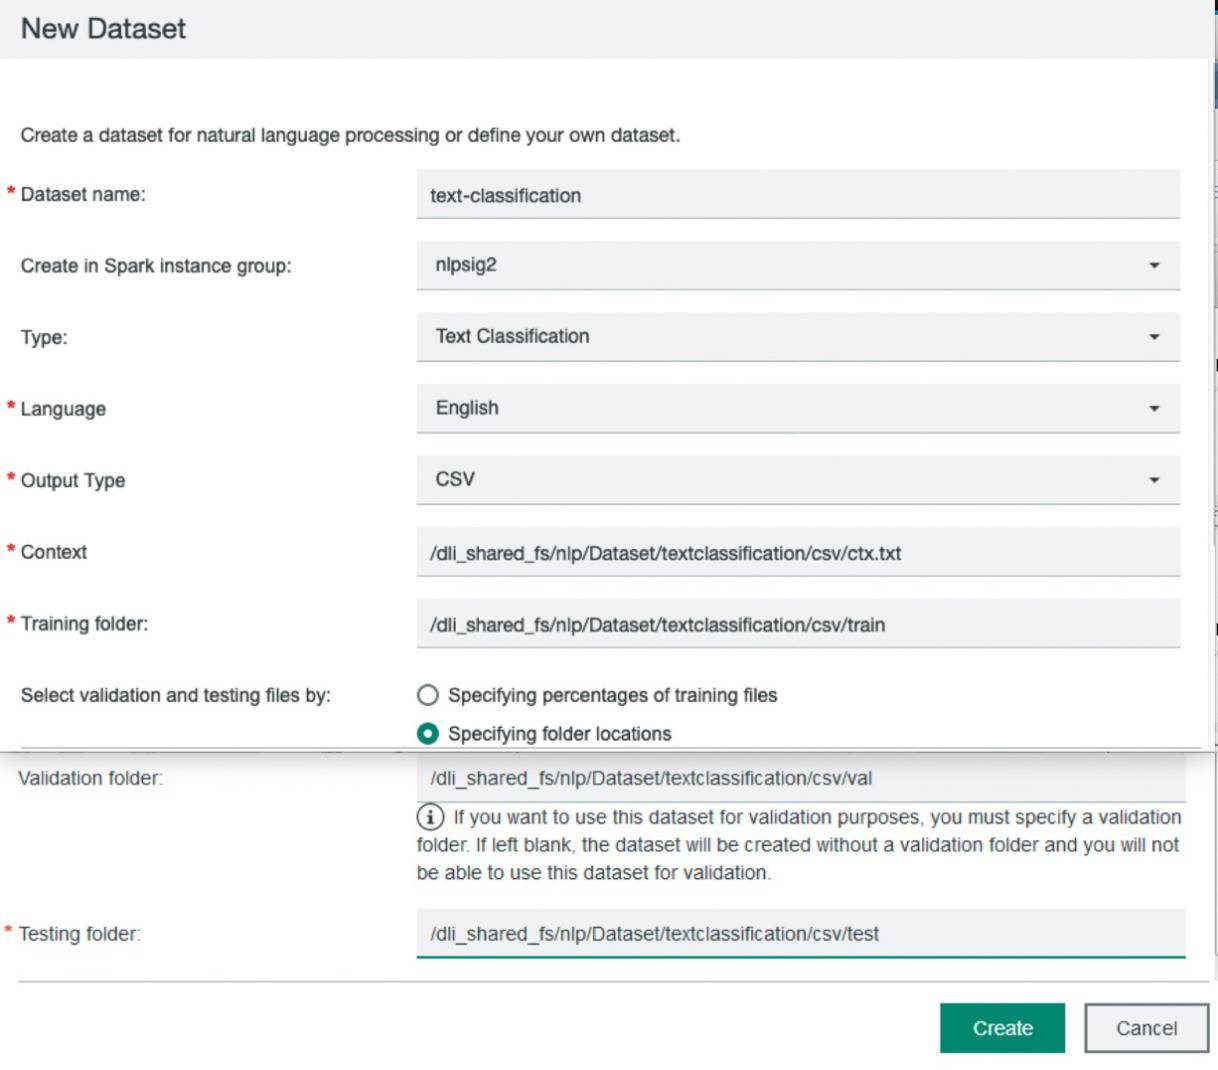 New Dataset
Create a dataset for natural language processing or define your own dataset.
* Dataset name: text-classification
Create in Spark instance group: nlpsig2
Type: Text Classification
* Language English
* Output Type CSV
* Context /dli_shared_fs/nlp/Dataset/textclassification/csv/ctx.txt
* Training folder: /dli_shared_fs/nlp/Dataset/textclassification/csv/train
Select validation and testing files by: Specifying percentages of training files
Specifying folder locations
Validation folder: /dli_shared_fs/nlp/Dataset/textclassification/csv/val
If you want to use this dataset for validation purposes, you must specify a validation
folder. If left blank, the dataset will be created without a validation folder and you will not
be able to use this dataset for validation.
* Testing folder: /dli_shared_fs/nlp/Dataset/textclassification/csv/test
Create Cancel